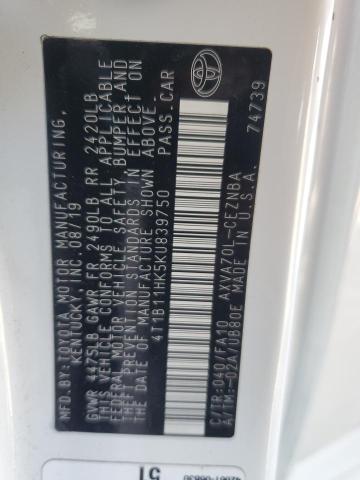 TOYOTA MOTOR MANUFACTURING,
KENTUCKY, INC. 08/19
GVWR 4475LB GAWR FR 2490LB RR 2420LB
THIS VEHICLE CONFORMS TO ALL APPLICABLE
FEDERAL MOTOR VEHICLE SAFETY, BUMPER AND
THEFT PREVENTION STANDARDS IN EFFECT ON
THE DATE OF MANUFACTURE SHOWN ABOVE.
4T1B11HK5KU839750 PASS.CAR
C/TR:040/FA10 AXVA70L-CEZNBA
A/TM:-02A/UB80E MADE IN U.S.A.
74739
51